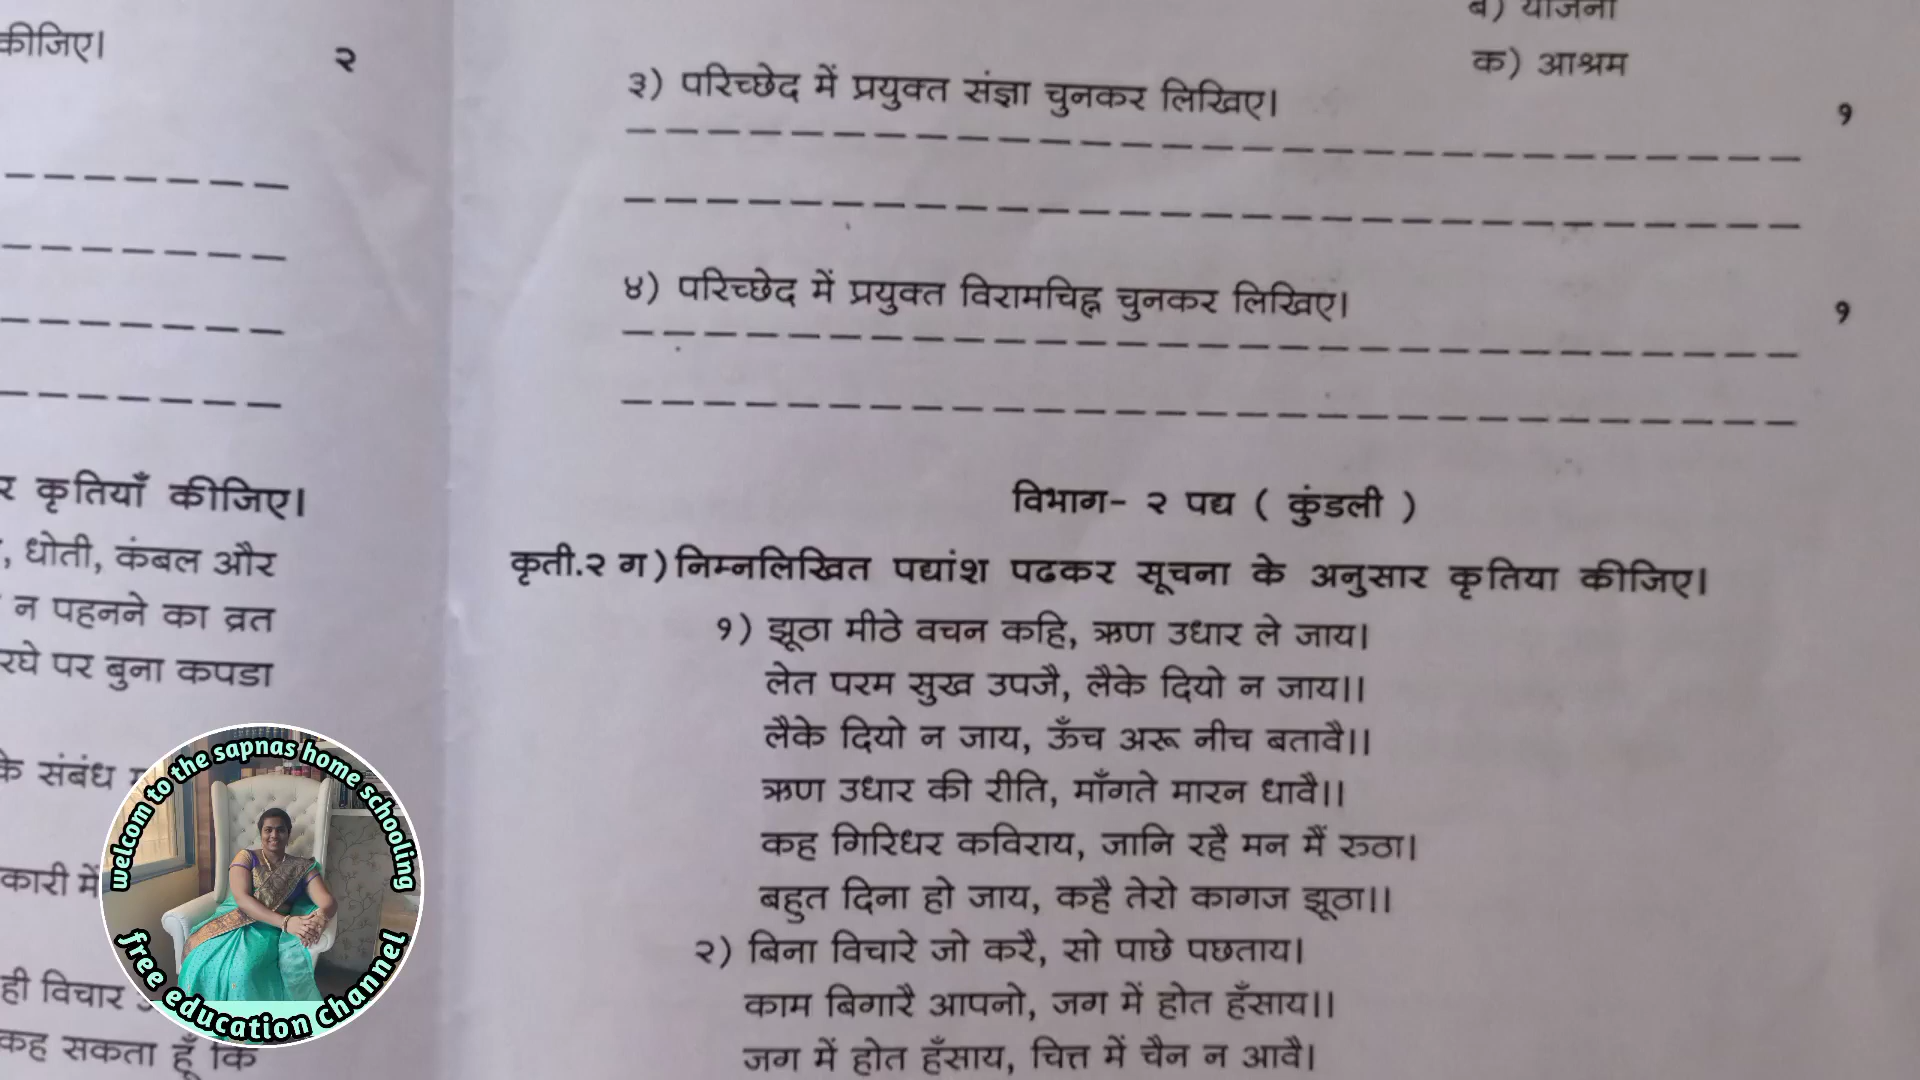 कीजिए।
२
र कृतियाँ कीजिए।
, धोती, कंबल और
न पहनने का व्रत
रघे पर बुना कपडा
के संबंध
कारी में
ही विचार
कह सकता हूँ कि
ब) योजना
क) आश्रम
३) परिच्छेद में प्रयुक्त संज्ञा चुनकर लिखिए।
१
४) परिच्छेद में प्रयुक्त विरामचिह्न चुनकर लिखिए।
१
विभाग- २ पद्य ( कुंडली )
कृती.२ ग) निम्नलिखित पद्यांश पढकर सूचना के अनुसार कृतिया कीजिए।
१) झूठा मीठे वचन कहि, ऋण उधार ले जाय।
लेत परम सुख उपजै, लैके दियो न जाय।।
लैके दियो न जाय, ऊँच अरू नीच बतावै।।
ऋण उधार की रीति, माँगते मारन धावै।।
कह गिरिधर कविराय, जानि रहै मन मैं रुठा।
बहुत दिना हो जाय, कहै तेरो कागज झूठा।।
२) बिना विचारे जो करै, सो पाछे पछताय।
काम बिगारै आपनो, जग में होत हँसाय।।
जग में होत हँसाय, चित्त में चैन न आवै।
welcom to the sapnas home schooling
free education channel